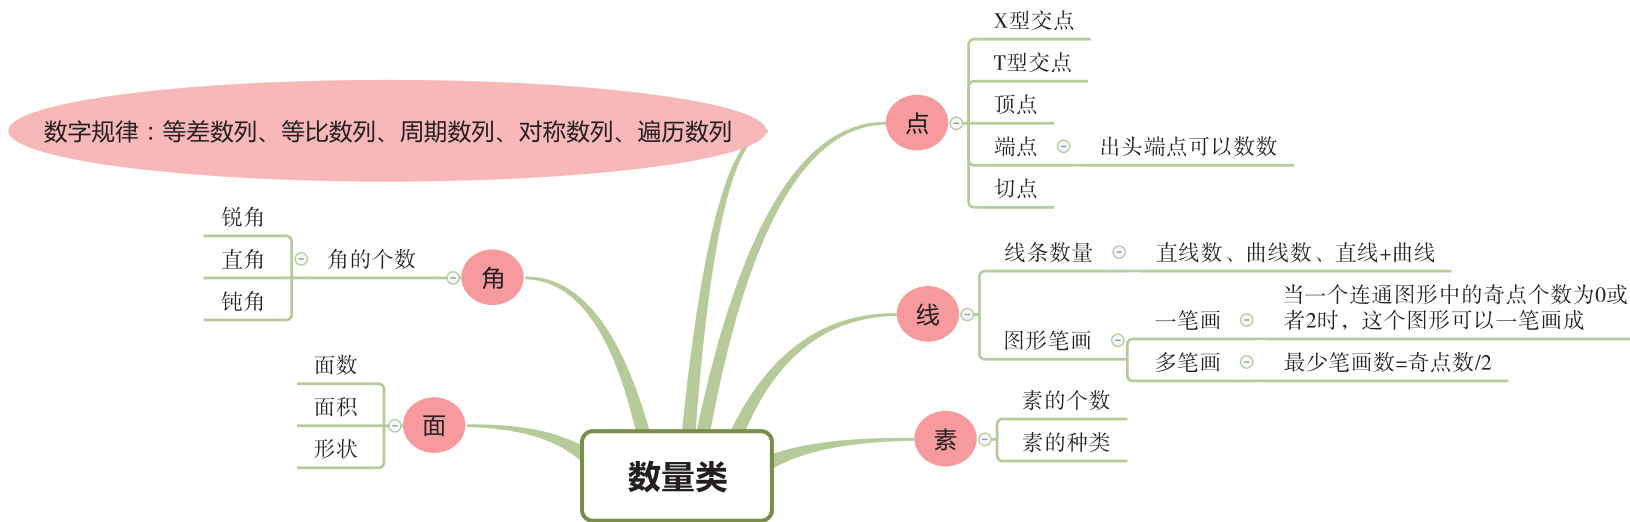 数量类
数字规律：等差数列、等比数列、周期数列、对称数列、遍历数列
点
X型交点
T型交点
顶点
端点
出头端点可以数数
切点
线
线条数量
直线数、曲线数、直线+曲线
图形笔画
一笔画
当一个连通图形中的奇点个数为0或
者2时，这个图形可以一笔画成
多笔画
最少笔画数=奇点数/2
素
素的个数
素的种类
角
角的个数
锐角
直角
钝角
面
面数
面积
形状